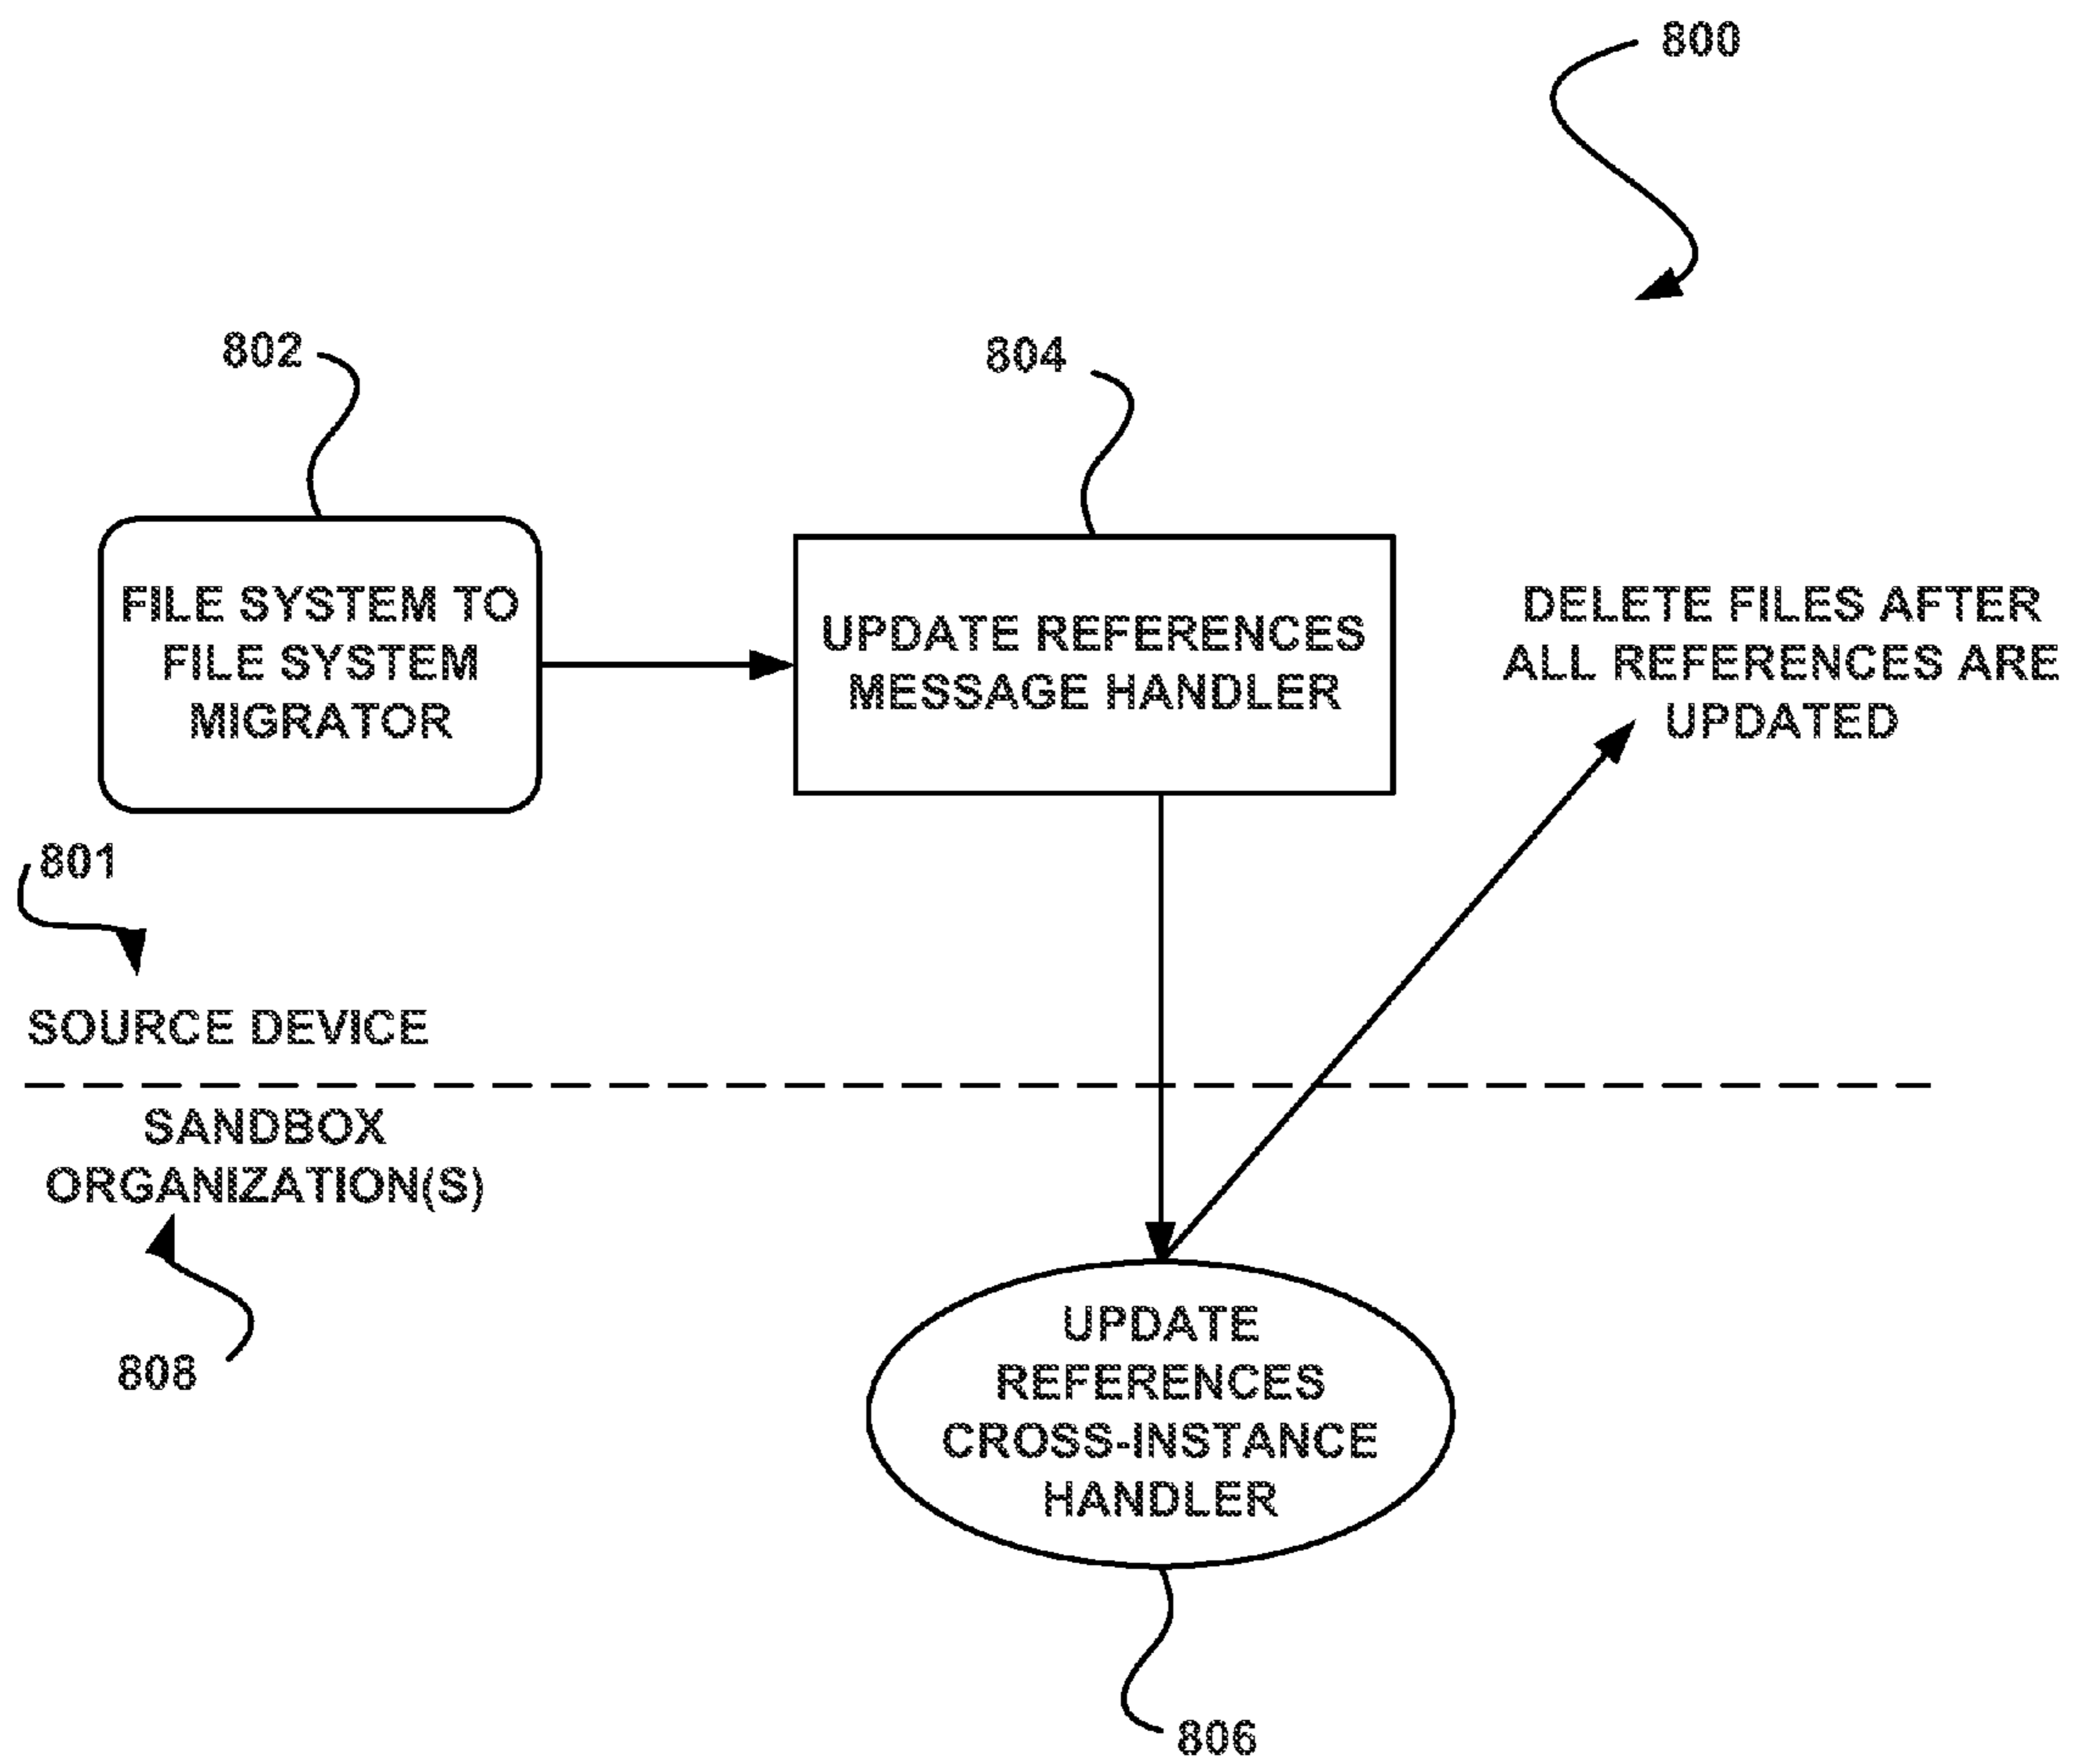 800
802
804
FILE SYSTEM TO
FILE SYSTEM
MIGRATOR
UPDATE REFERENCES
MESSAGE HANDLER
DELETE FILES AFTER
ALL REFERENCES ARE
UPDATED
801
SOURCE DEVICE
SANDBOX
ORGANIZATION(S)
808
UPDATE
REFERENCES
CROSS-INSTANCE
HANDLER
806